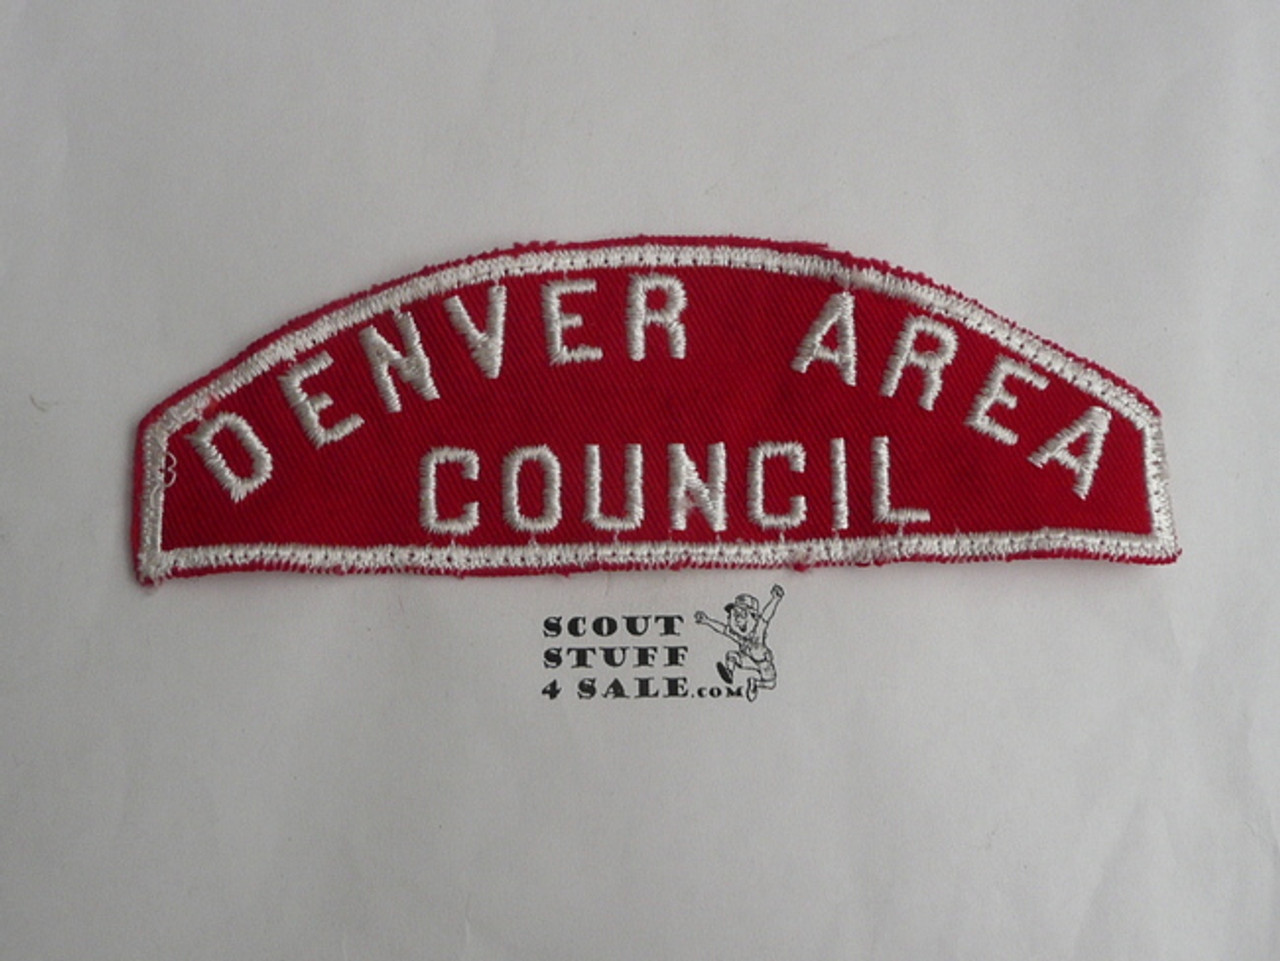 DENVER AREA
COUNCIL
SCOUT
STUFF
4 SALE.COM